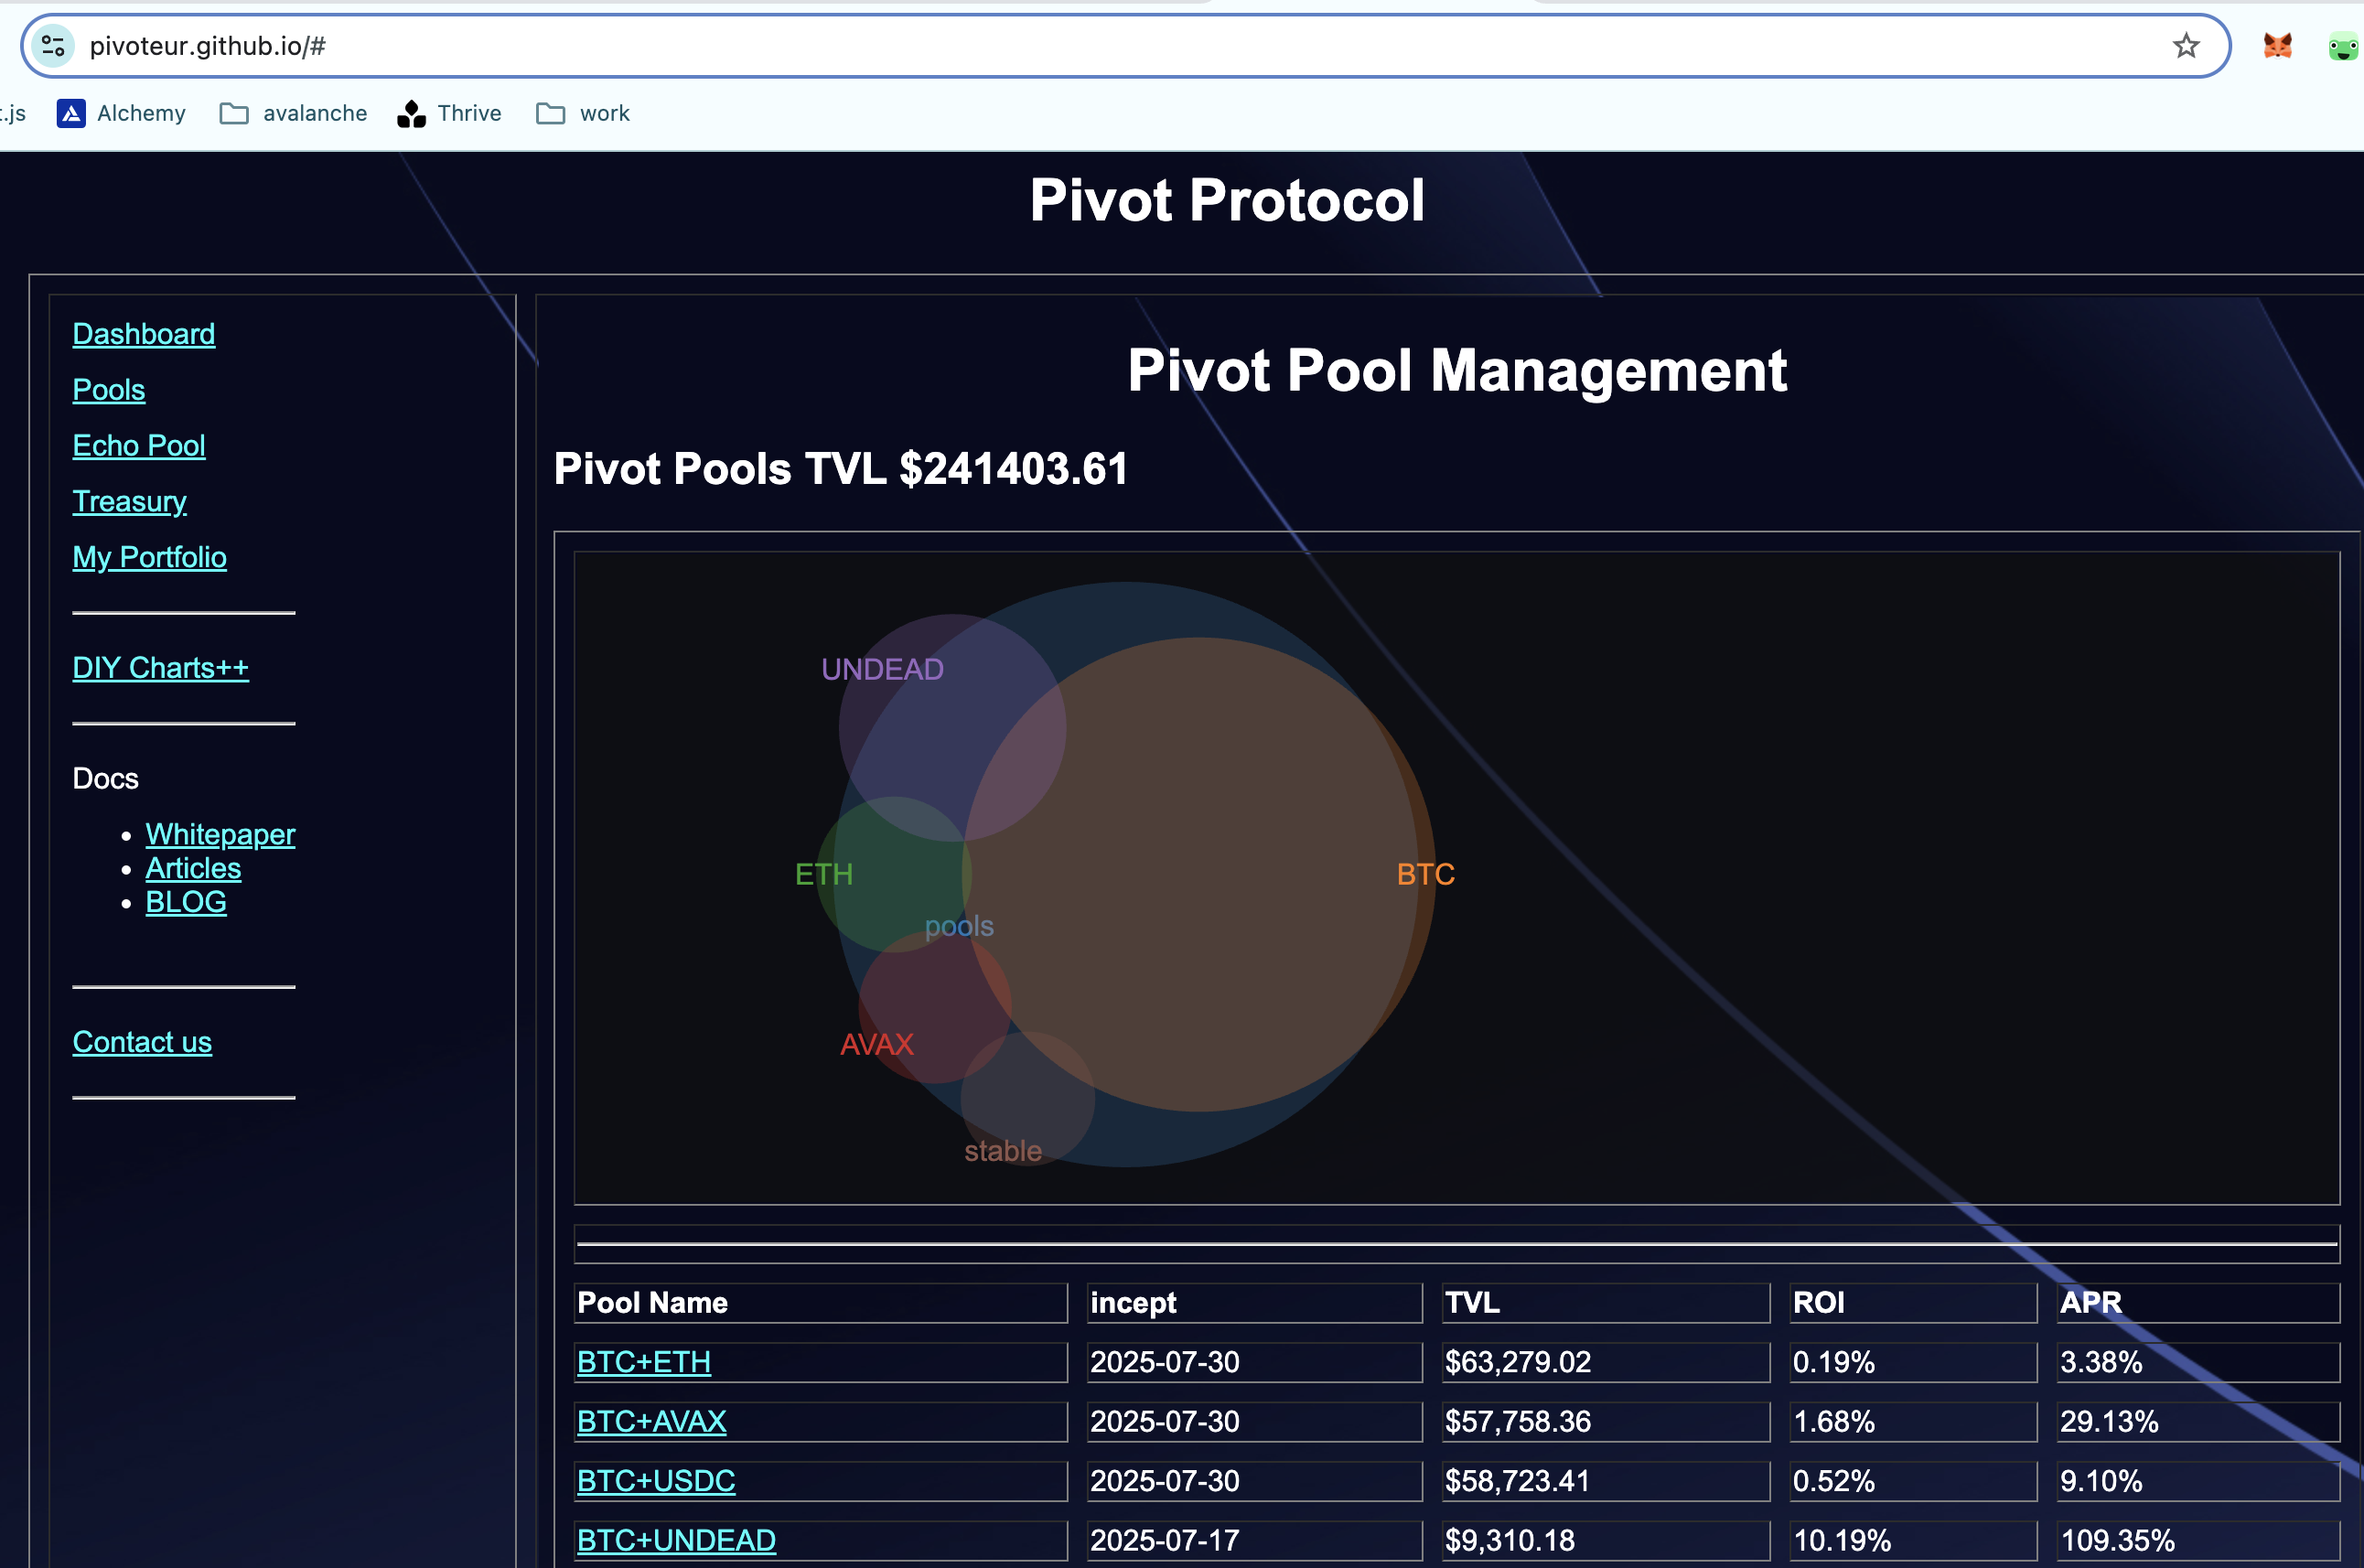 pivoteur.github.io/#
t.js
Alchemy
avalanche
Thrive
work
Pivot Protocol
Dashboard
Pools
Echo Pool
Treasury
My Portfolio
DIY Charts++
Docs
Whitepaper
Articles
BLOG
Contact us
Pivot Pool Management
Pivot Pools TVL $241403.61
UNDEAD
ETH
BTC
pools
AVAX
stable
Pool Name incept TVL ROI APR
BTC+ETH 2025-07-30 $63,279.02 0.19% 3.38%
BTC+AVAX 2025-07-30 $57,758.36 1.68% 29.13%
BTC+USDC 2025-07-30 $58,723.41 0.52% 9.10%
BTC+UNDEAD 2025-07-17 $9,310.18 10.19% 109.35%